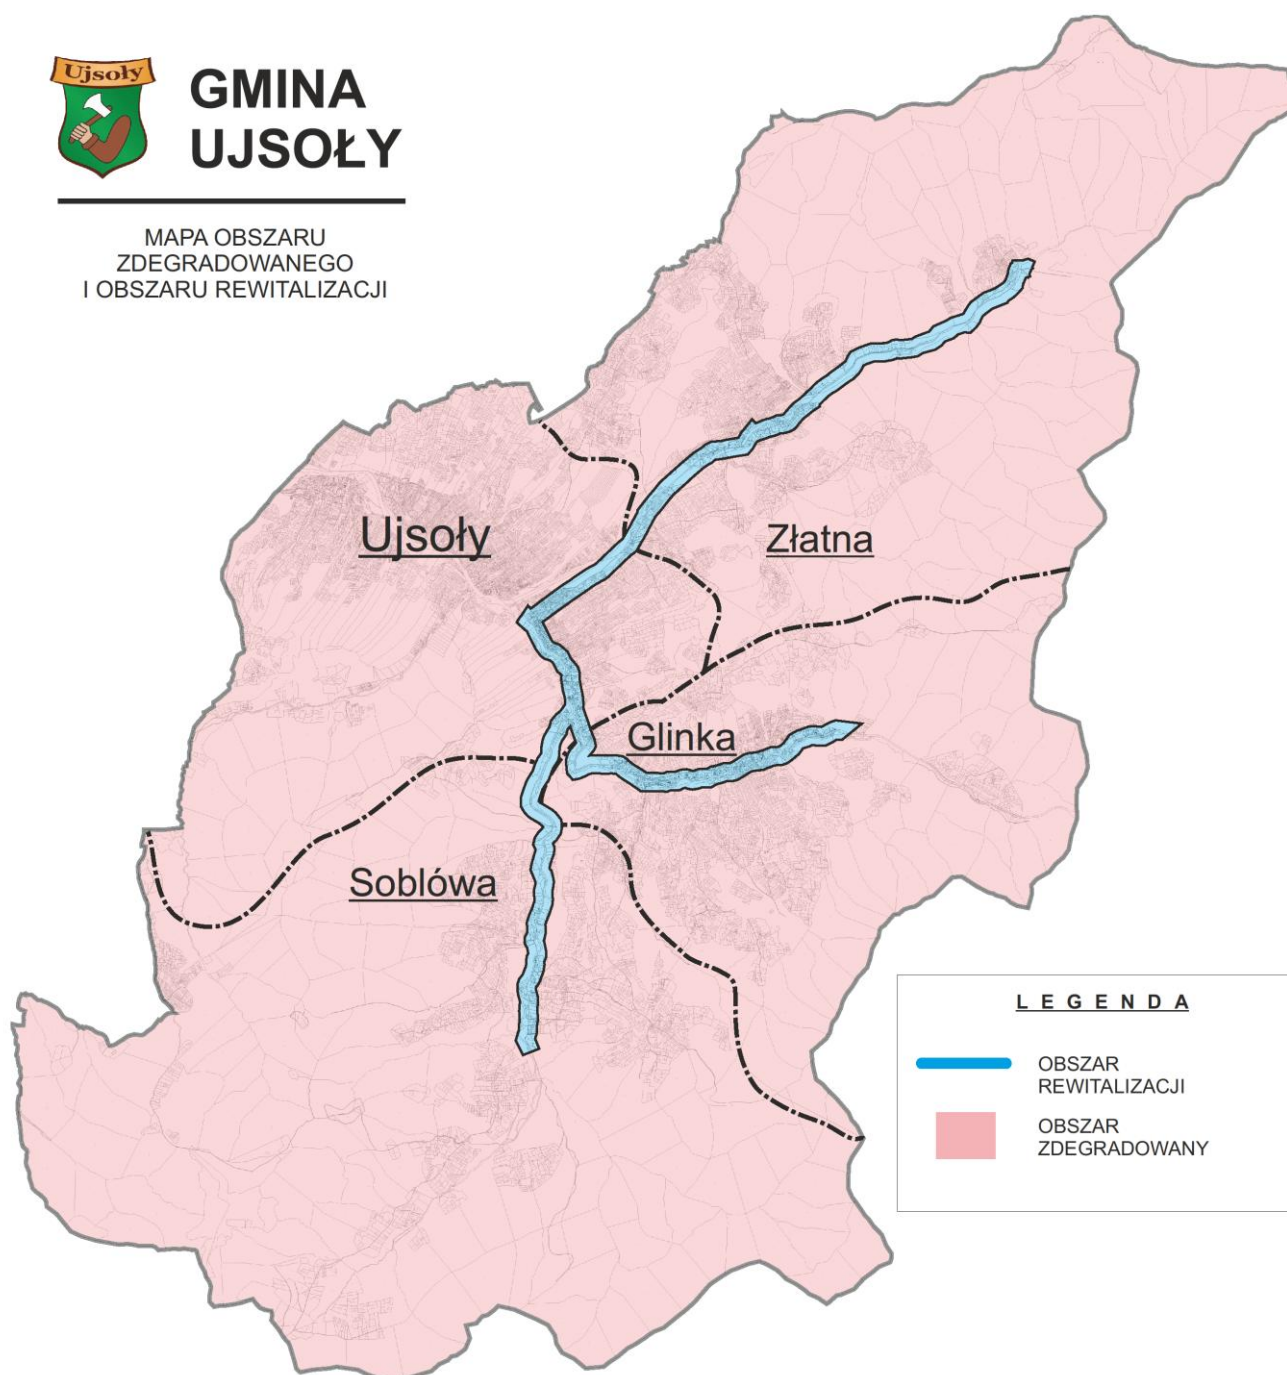 Ujsoły
GMINA
UJSOŁY
MAPA OBSZARU
ZDEGRADOWANEGO
I OBSZARU REWITALIZACJI
Ujsoły
Złatna
Glinka
Soblówa
L E G E N D A
OBSZAR
REWITALIZACJI
OBSZAR
ZDEGRADOWANY